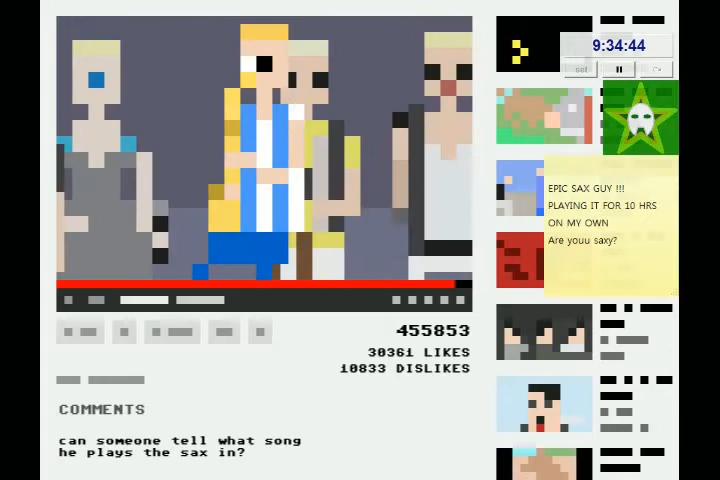 9:34:44
set
EPIC SAX GUY !!!
PLAYING IT FOR 10 HRS
ON MY OWN
Are youu saxy?
455853
30361 LIKES
10833 DISLIKES
COMMENTS
can someone tell what song
he plays the sax in?